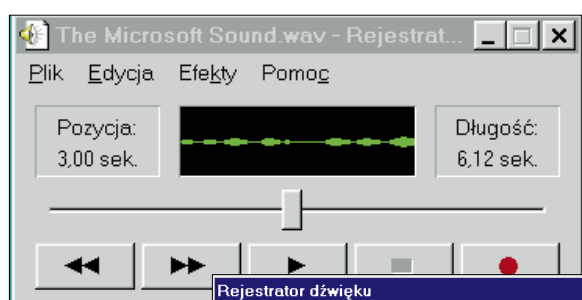 The Microsoft Sound.wav - Rejestrat...
Plik Edycja Efekty Pomoc
Pozycja:
3,00 sek.
Długość:
6,12 sek.
Rejestrator dźwięku